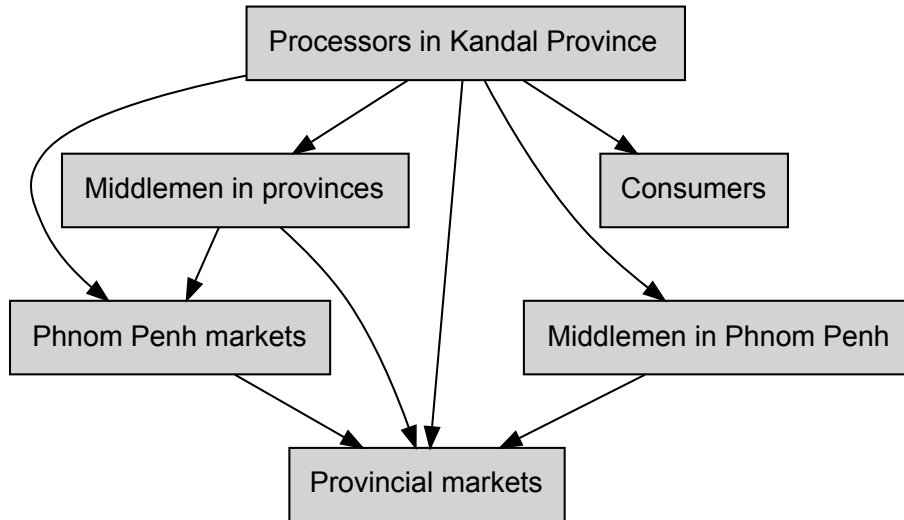 Processors in Kandal Province
Middlemen in provinces
Consumers
Phnom Penh markets
Middlemen in Phnom Penh
Provincial markets